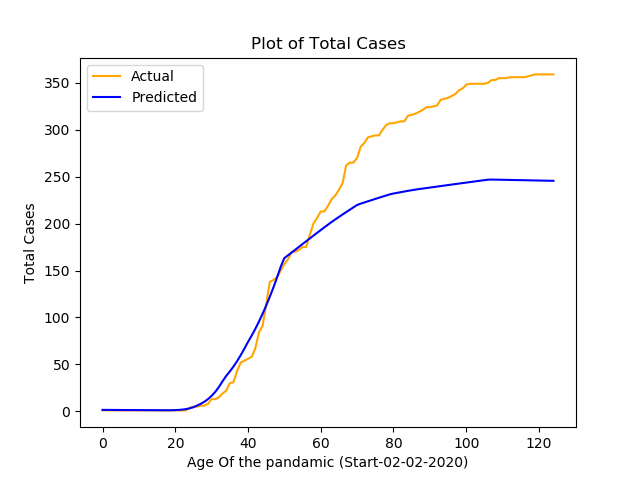 Plot of Total Cases
Actual
Predicted
350
300
250
200
150
100
50
0
Total Cases
0 20 40 60 80 100 120
Age Of the pandamic (Start-02-02-2020)